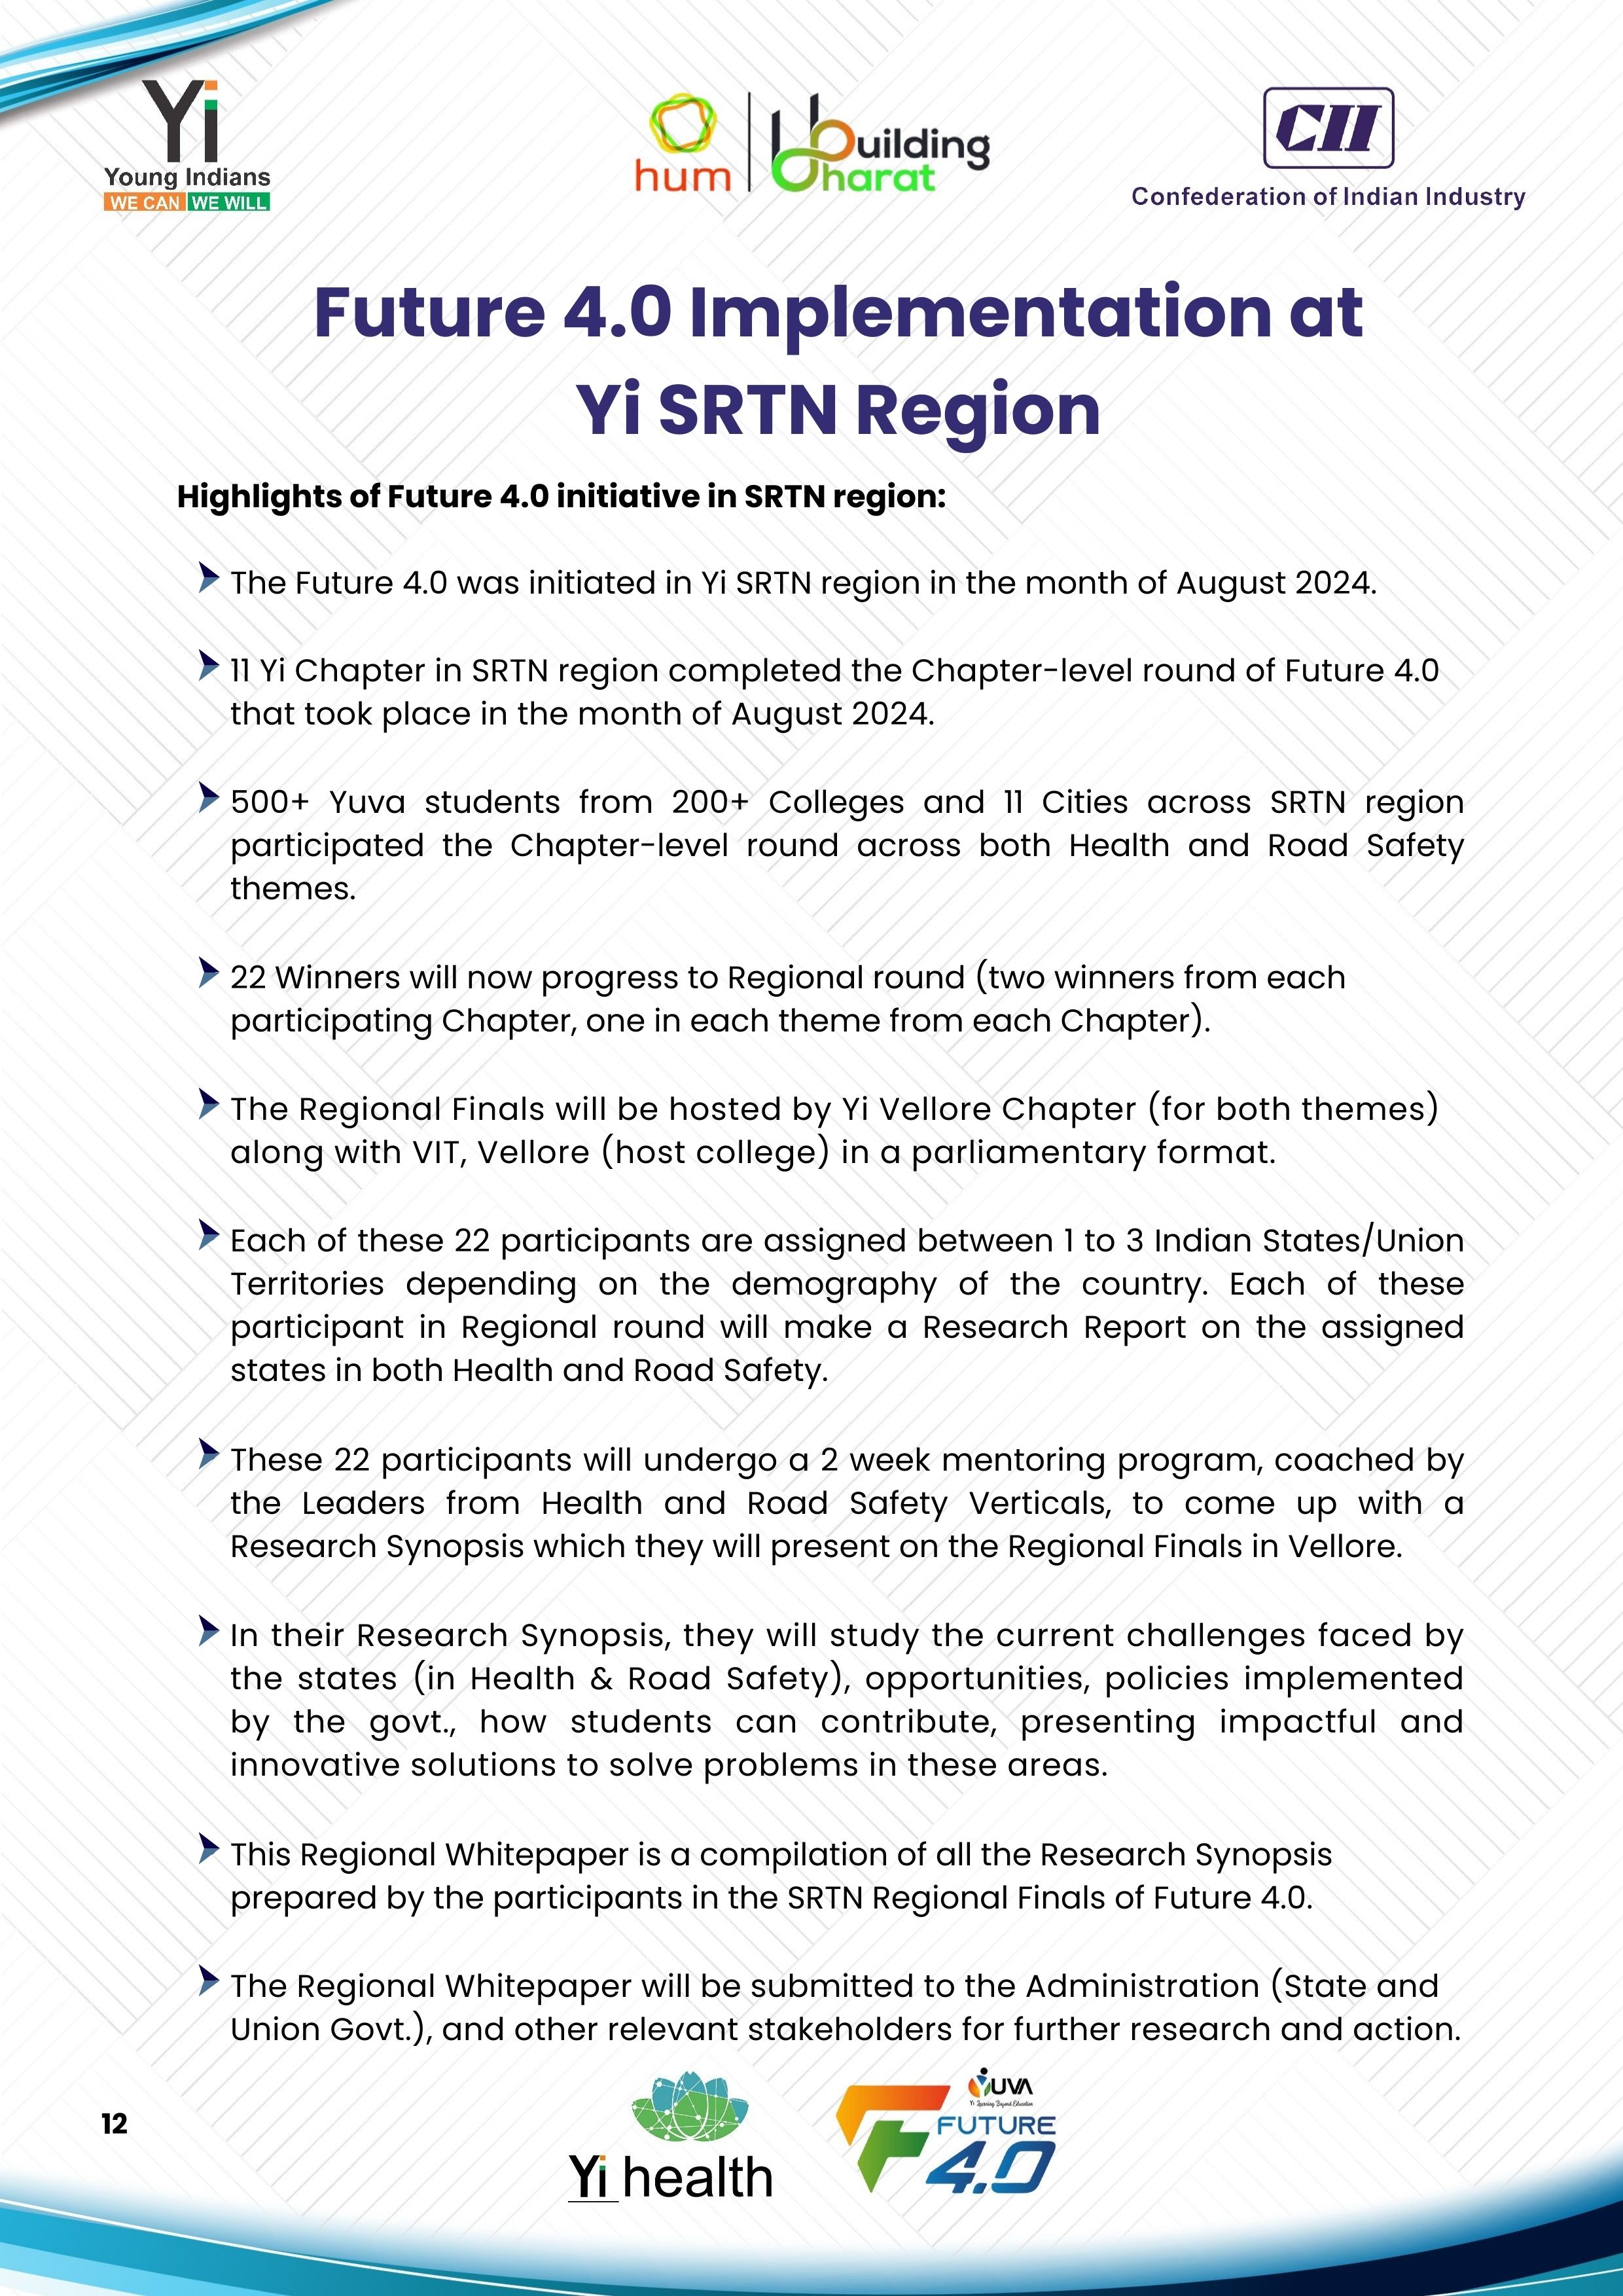 Yi
Young Indians
WE CAN WE WILL
hum
Building
Bharat
CII
Confederation of Indian Industry
Future 4.0 Implementation at
Yi SRTN Region
Highlights of Future 4.0 initiative in SRTN region:
The Future 4.0 was initiated in Yi SRTN region in the month of August 2024.
11 Yi Chapter in SRTN region completed the Chapter-level round of Future 4.0
that took place in the month of August 2024.
500+ Yuva students from 200+ Colleges and 11 Cities across SRTN region
participated the Chapter-level round across both Health and Road Safety
themes.
22 Winners will now progress to Regional round (two winners from each
participating Chapter, one in each theme from each Chapter).
The Regional Finals will be hosted by Yi Vellore Chapter (for both themes)
along with VIT, Vellore (host college) in a parliamentary format.
Each of these 22 participants are assigned between 1 to 3 Indian States/Union
Territories depending on the demography of the country. Each of these
participant in Regional round will make a Research Report on the assigned
states in both Health and Road Safety.
These 22 participants will undergo a 2 week mentoring program, coached by
the Leaders from Health and Road Safety Verticals, to come up with a
Research Synopsis which they will present on the Regional Finals in Vellore.
In their Research Synopsis, they will study the current challenges faced by
the states (in Health & Road Safety), opportunities, policies implemented
by the govt., how students can contribute, presenting impactful and
innovative solutions to solve problems in these areas.
This Regional Whitepaper is a compilation of all the Research Synopsis
prepared by the participants in the SRTN Regional Finals of Future 4.0.
The Regional Whitepaper will be submitted to the Administration (State and
Union Govt.), and other relevant stakeholders for further research and action.
12
Yi health
YUVA
Yi Learning Beyond Education
FUTURE
4.0